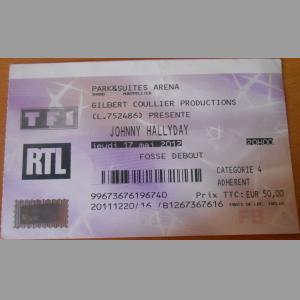 PARK&SUITES ARENA
MONTPELLIER
GILBERT COULLIER PRODUCTIONS
(L.752486) PRESENTE
TF1
JOHNNY HALLYDAY
jeudi 17 mai 2012 20H00
RTL
FOSSE DEBOUT
CATEGORIE 4
ADHERENT
99673676196740
Prix TTC:EUR 50,00
20111220/16 /B1267367616